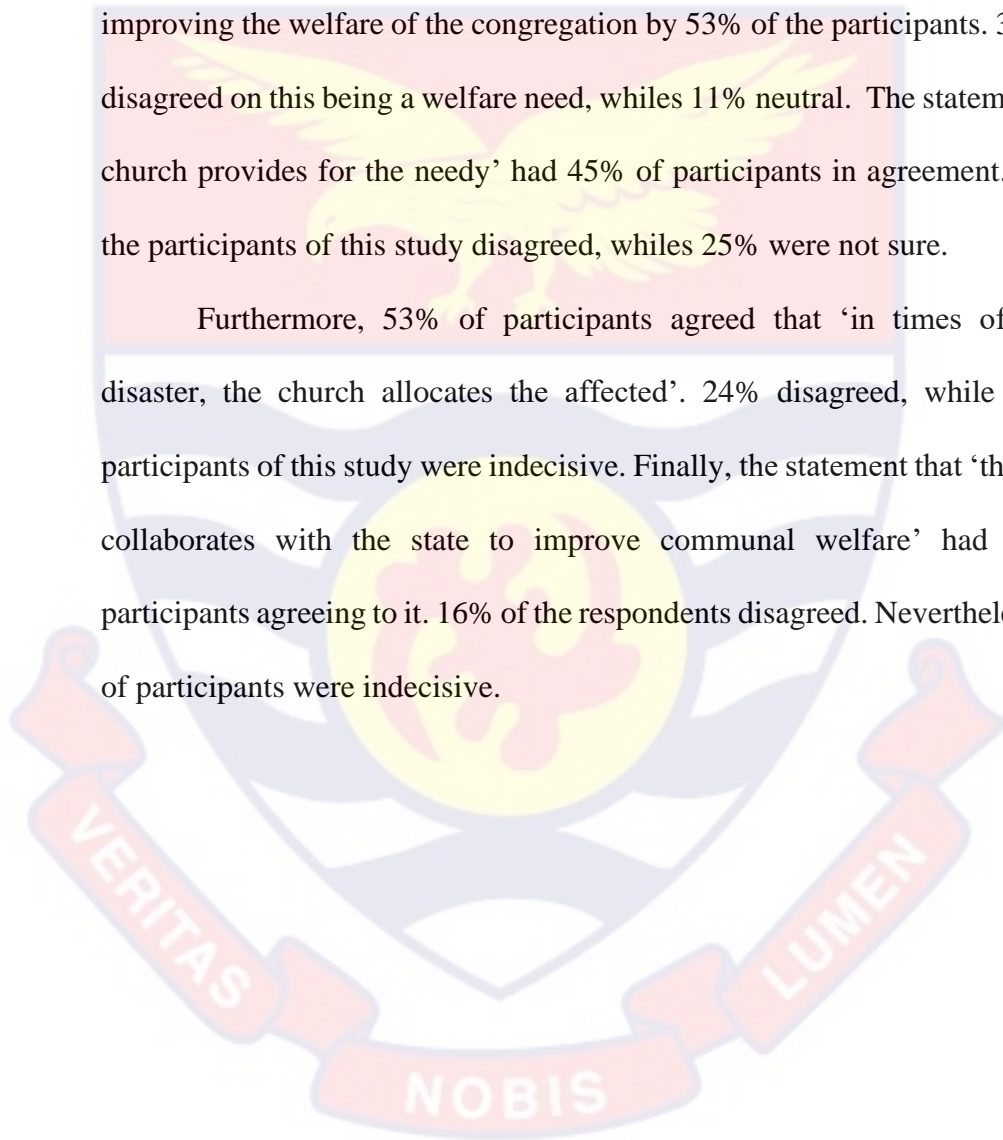 improving the welfare of the congregation by 53% of the participants. 3
disagreed on this being a welfare need, whiles 11% neutral. The statem
church provides for the needy’ had 45% of participants in agreement.
the participants of this study disagreed, whiles 25% were not sure.
Furthermore, 53% of participants agreed that ‘in times of
disaster, the church allocates the affected’. 24% disagreed, while
participants of this study were indecisive. Finally, the statement that ‘th
collaborates with the state to improve communal welfare’ had
participants agreeing to it. 16% of the respondents disagreed. Neverthel
of participants were indecisive.
VERITAS
NOBIS
LUMEN